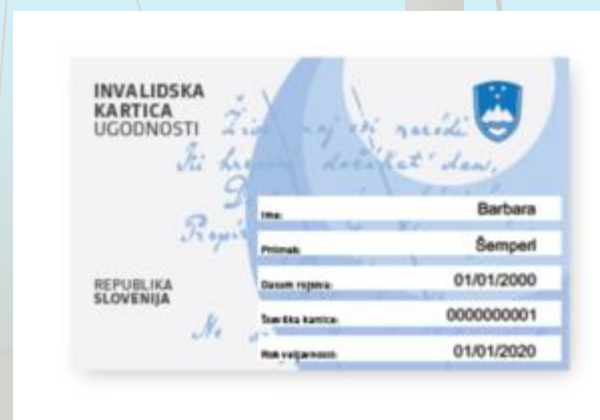 INVALIDSKA
KARTICA
UGODNOSTI
Ime: Barbara
Priimek: Šemperl
Datum rojstva: 01/01/2000
Številka kartice: 0000000001
Rok veljavnosti: 01/01/2020
REPUBLIKA
SLOVENIJA